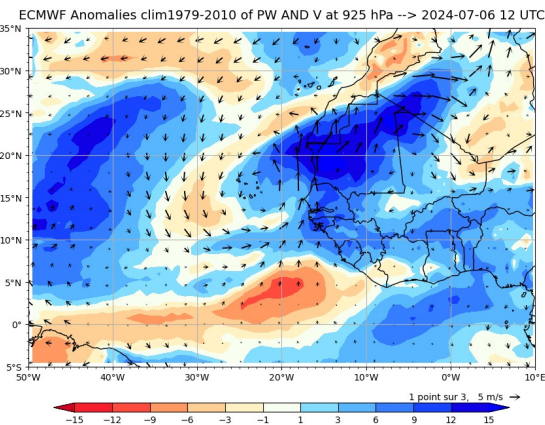 ECMWF Anomalies clim1979-2010 of PW AND V at 925 hPa --> 2024-07-06 12 UTC
35°N
30°N
25°N
20°N
15°N
10°N
5°N
0°
5°S
50°W 40°W 30°W 20°W 10°W 0°W 10°E
1 point sur 3, 5 m/s
−15 −12 −9 −6 −3 −1 1 3 6 9 12 15